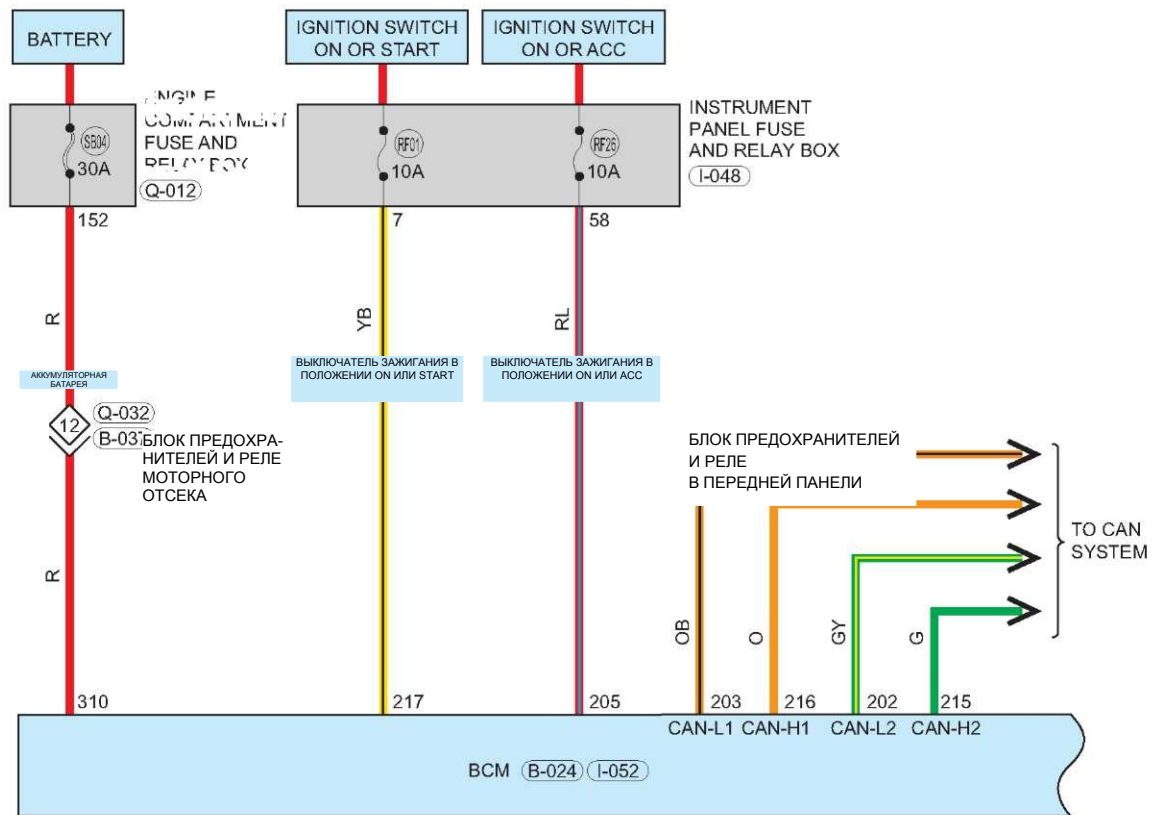 BATTERY
IGNITION SWITCH
ON OR START
IGNITION SWITCH
ON OR ACC
COMPARTMENT
FUSE AND
SB04
30A
Q-012
RF01
10A
RF26
10A
INSTRUMENT
PANEL FUSE
AND RELAY BOX
I-048
152
7
58
R
YB
RL
АККУМУЛЯТОРНАЯ
БАТАРЕЯ
ВЫКЛЮЧАТЕЛЬ ЗАЖИГАНИЯ В
ПОЛОЖЕНИИ ON ИЛИ START
ВЫКЛЮЧАТЕЛЬ ЗАЖИГАНИЯ В
ПОЛОЖЕНИИ ON ИЛИ ACC
12
Q-032
БЛОК ПРЕДОХРА-
НИТЕЛЕЙ И РЕЛЕ
МОТОРНОГО
ОТСЕКА
БЛОК ПРЕДОХРАНИТЕЛЕЙ
И РЕЛЕ
В ПЕРЕДНЕЙ ПАНЕЛИ
TO CAN
SYSTEM
R
OB
O
GY
G
310
217
205
203
216
202
215
CAN-L1 CAN-H1 CAN-L2 CAN-H2
BCM B-024 I-052